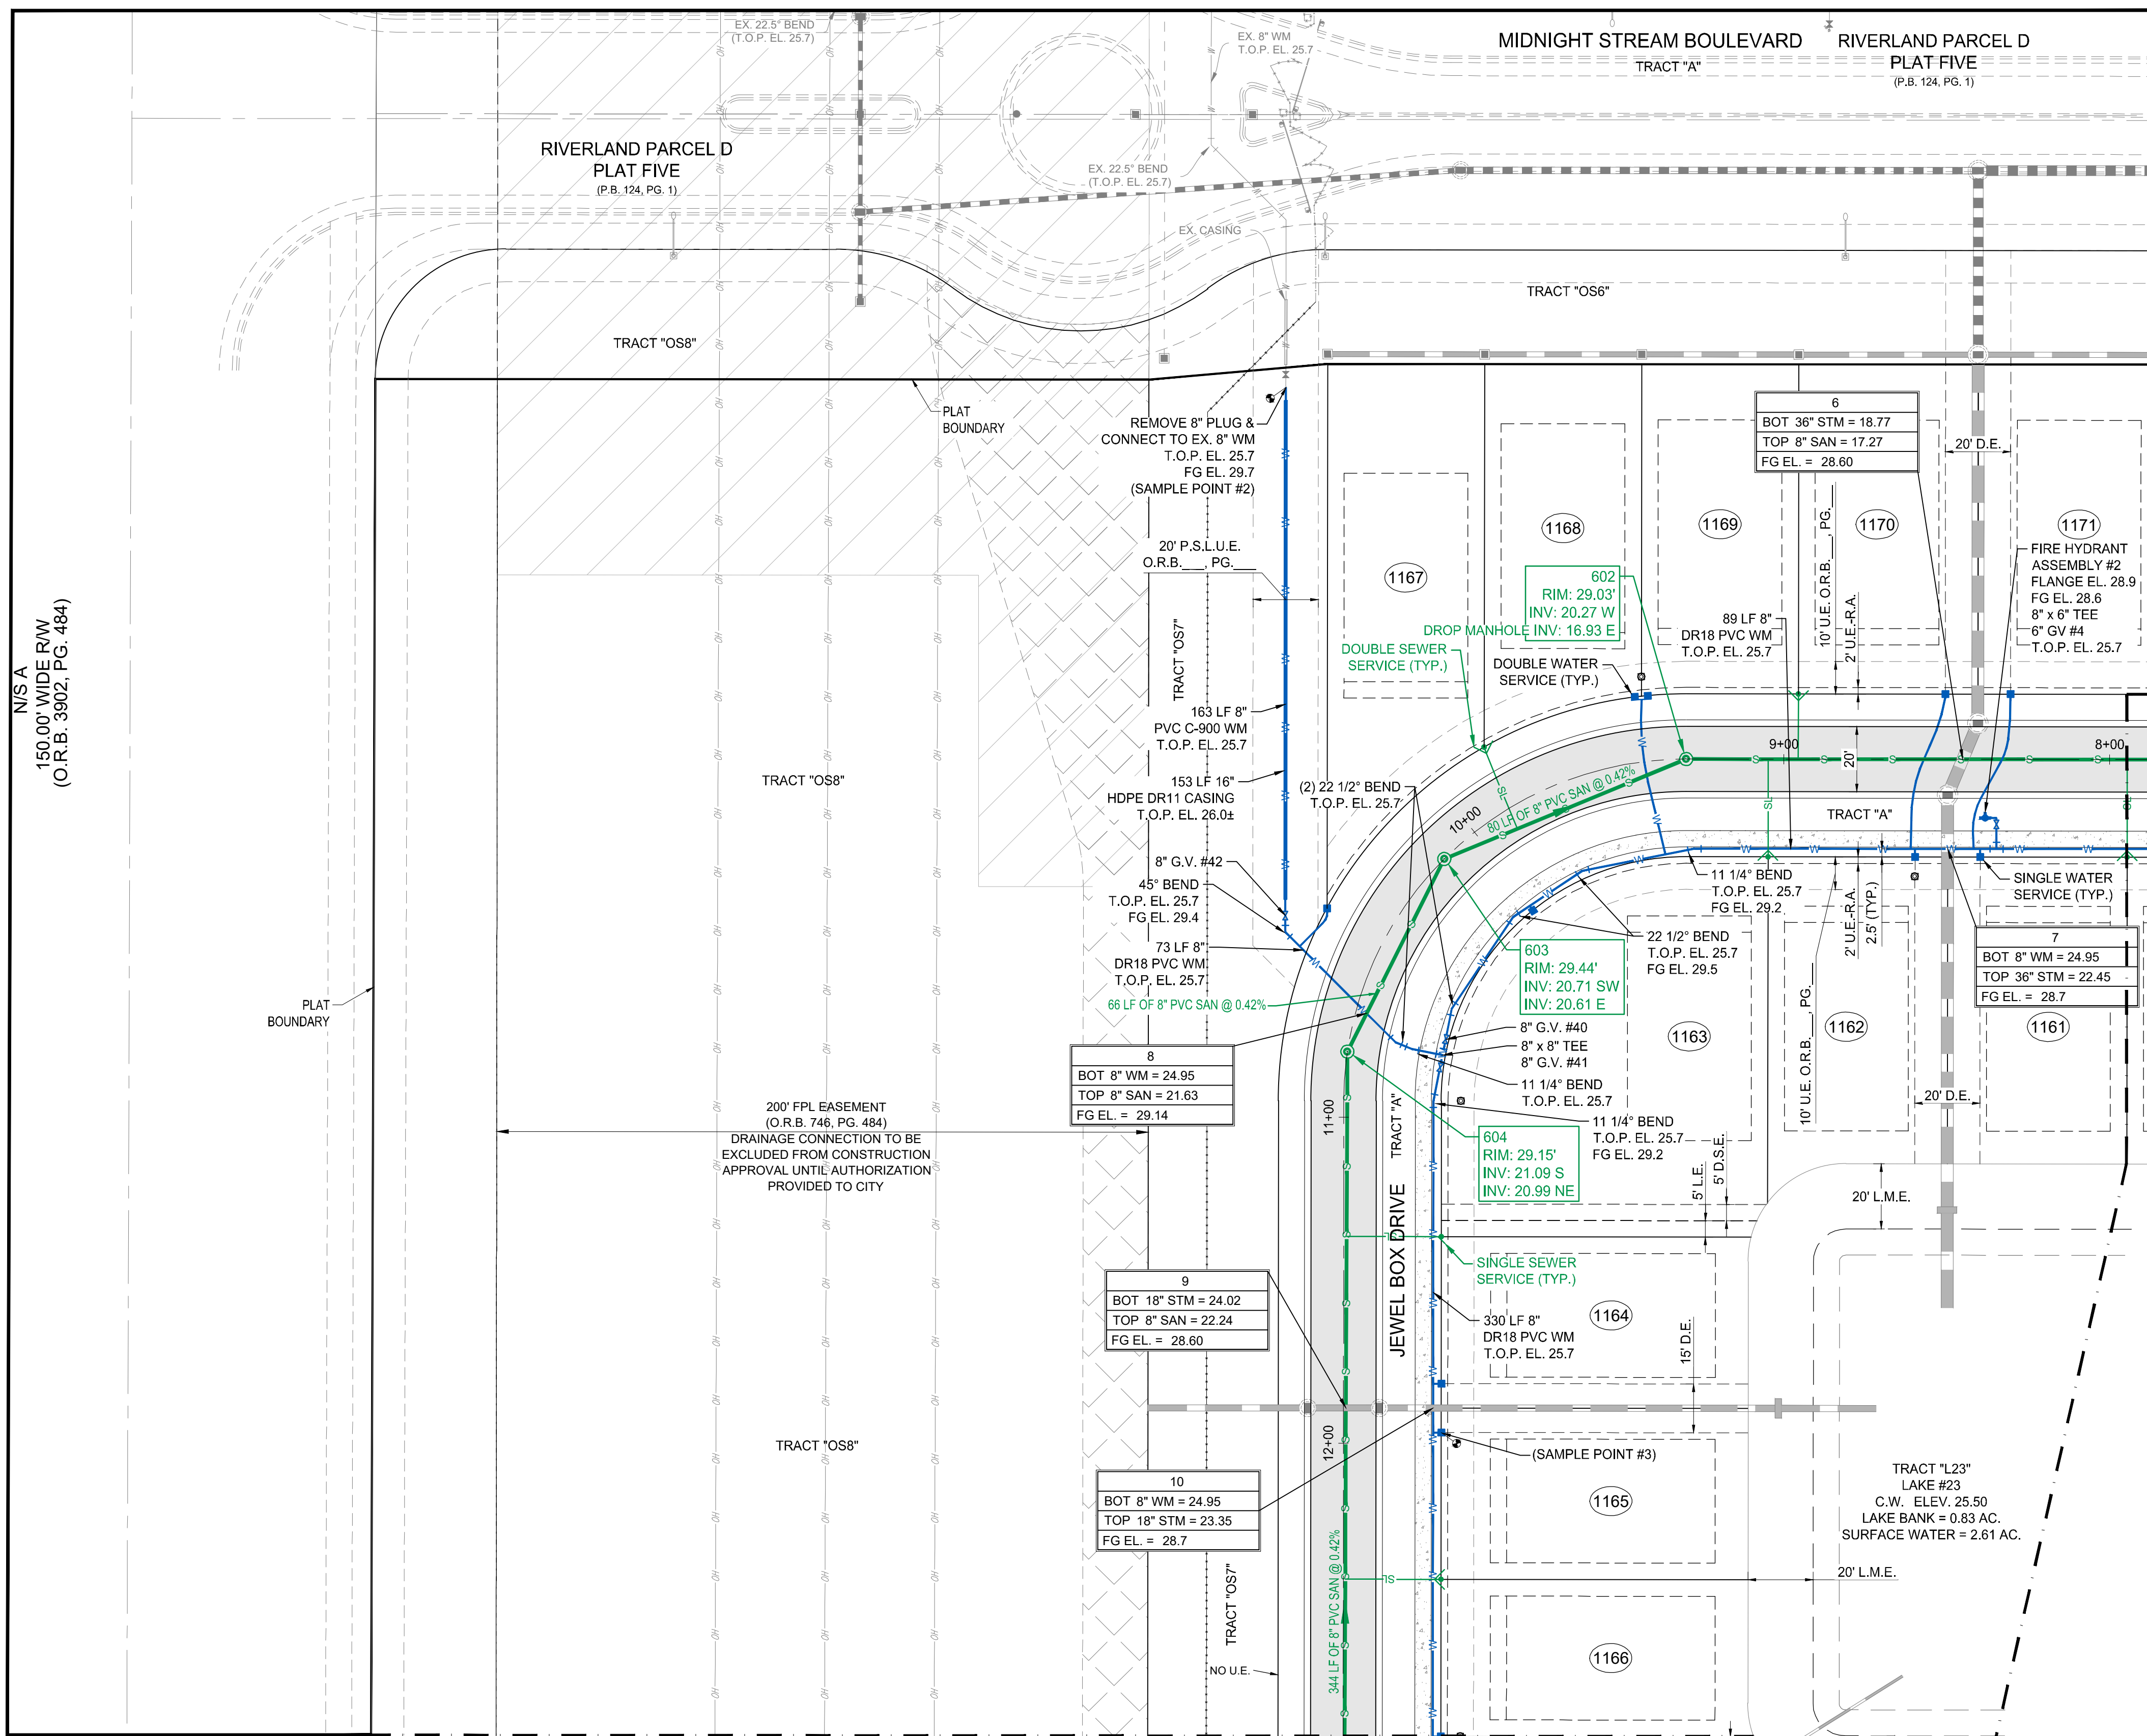 EX. 22.5° BEND
(T.O.P. EL. 25.7)
EX. 8" WM
T.O.P. EL. 25.7
MIDNIGHT STREAM BOULEVARD
TRACT "A"
RIVERLAND PARCEL D
PLAT FIVE
(P.B. 124, PG. 1)
RIVERLAND PARCEL D
PLAT FIVE
(P.B. 124, PG. 1)
EX. 22.5° BEND
(T.O.P. EL. 25.7)
EX. CASING
TRACT "OS6"
TRACT "OS8"
PLAT
BOUNDARY
REMOVE 8" PLUG &
CONNECT TO EX. 8" WM
T.O.P. EL. 25.7
FG EL. 29.7
(SAMPLE POINT #2)
6
BOT 36" STM = 18.77
TOP 8" SAN = 17.27
FG EL. = 28.60
20' D.E.
1167
1168
1169
1170
1171
20' P.S.L.U.E.
O.R.B.___, PG.___
602
RIM: 29.03'
INV: 20.27 W
DROP MANHOLE INV: 16.93 E
DOUBLE SEWER
SERVICE (TYP.)
DOUBLE WATER
SERVICE (TYP.)
89 LF 8"
DR18 PVC WM
T.O.P. EL. 25.7
10' U.E. O.R.B.___, PG.___
2' U.E.-R.A.
FIRE HYDRANT
ASSEMBLY #2
FLANGE EL. 28.9
FG EL. 28.6
8" x 6" TEE
6" GV #4
T.O.P. EL. 25.7
N/S A
150.00' WIDE R/W
(O.R.B. 3902, PG. 484)
TRACT "OS7"
163 LF 8"
PVC C-900 WM
T.O.P. EL. 25.7
TRACT "OS8"
153 LF 16"
HDPE DR11 CASING
T.O.P. EL. 26.0±
(2) 22 1/2° BEND
T.O.P. EL. 25.7
80 LF OF 8" PVC SAN @ 0.42%
10+00
9+00
8+00
20'
TRACT "A"
SL
SL
SL
8" G.V. #42
45° BEND
T.O.P. EL. 25.7
FG EL. 29.4
73 LF 8"
DR18 PVC WM
T.O.P. EL. 25.7
66 LF OF 8" PVC SAN @ 0.42%
11 1/4° BEND
T.O.P. EL. 25.7
FG EL. 29.2
2' U.E.-R.A.
2.5' (TYP.)
SINGLE WATER
SERVICE (TYP.)
22 1/2° BEND
T.O.P. EL. 25.7
FG EL. 29.5
603
RIM: 29.44'
INV: 20.71 SW
INV: 20.61 E
7
BOT 8" WM = 24.95
TOP 36" STM = 22.45
FG EL. = 28.7
PLAT
BOUNDARY
8" G.V. #40
8" x 8" TEE
8" G.V. #41
11 1/4° BEND
T.O.P. EL. 25.7
1163
1162
1161
10' U.E. O.R.B.___, PG.___
20' D.E.
8
BOT 8" WM = 24.95
TOP 8" SAN = 21.63
FG EL. = 29.14
200' FPL EASEMENT
(O.R.B. 746, PG. 484)
DRAINAGE CONNECTION TO BE
EXCLUDED FROM CONSTRUCTION
APPROVAL UNTIL AUTHORIZATION
PROVIDED TO CITY
11+00
TRACT "A"
11 1/4° BEND
T.O.P. EL. 25.7
FG EL. 29.2
604
RIM: 29.15'
INV: 21.09 S
INV: 20.99 NE
5' L.E.
5' D.S.E.
20' L.M.E.
SL
JEWEL BOX DRIVE
SINGLE SEWER
SERVICE (TYP.)
9
BOT 18" STM = 24.02
TOP 8" SAN = 22.24
FG EL. = 28.60
330 LF 8"
DR18 PVC WM
T.O.P. EL. 25.7
1164
15' D.E.
12+00
TRACT "OS8"
(SAMPLE POINT #3)
10
BOT 8" WM = 24.95
TOP 18" STM = 23.35
FG EL. = 28.7
1165
TRACT "L23"
LAKE #23
C.W. ELEV. 25.50
LAKE BANK = 0.83 AC.
SURFACE WATER = 2.61 AC.
SL
20' L.M.E.
TRACT "OS7"
344 LF OF 8" PVC SAN @ 0.42%
1166
NO U.E.